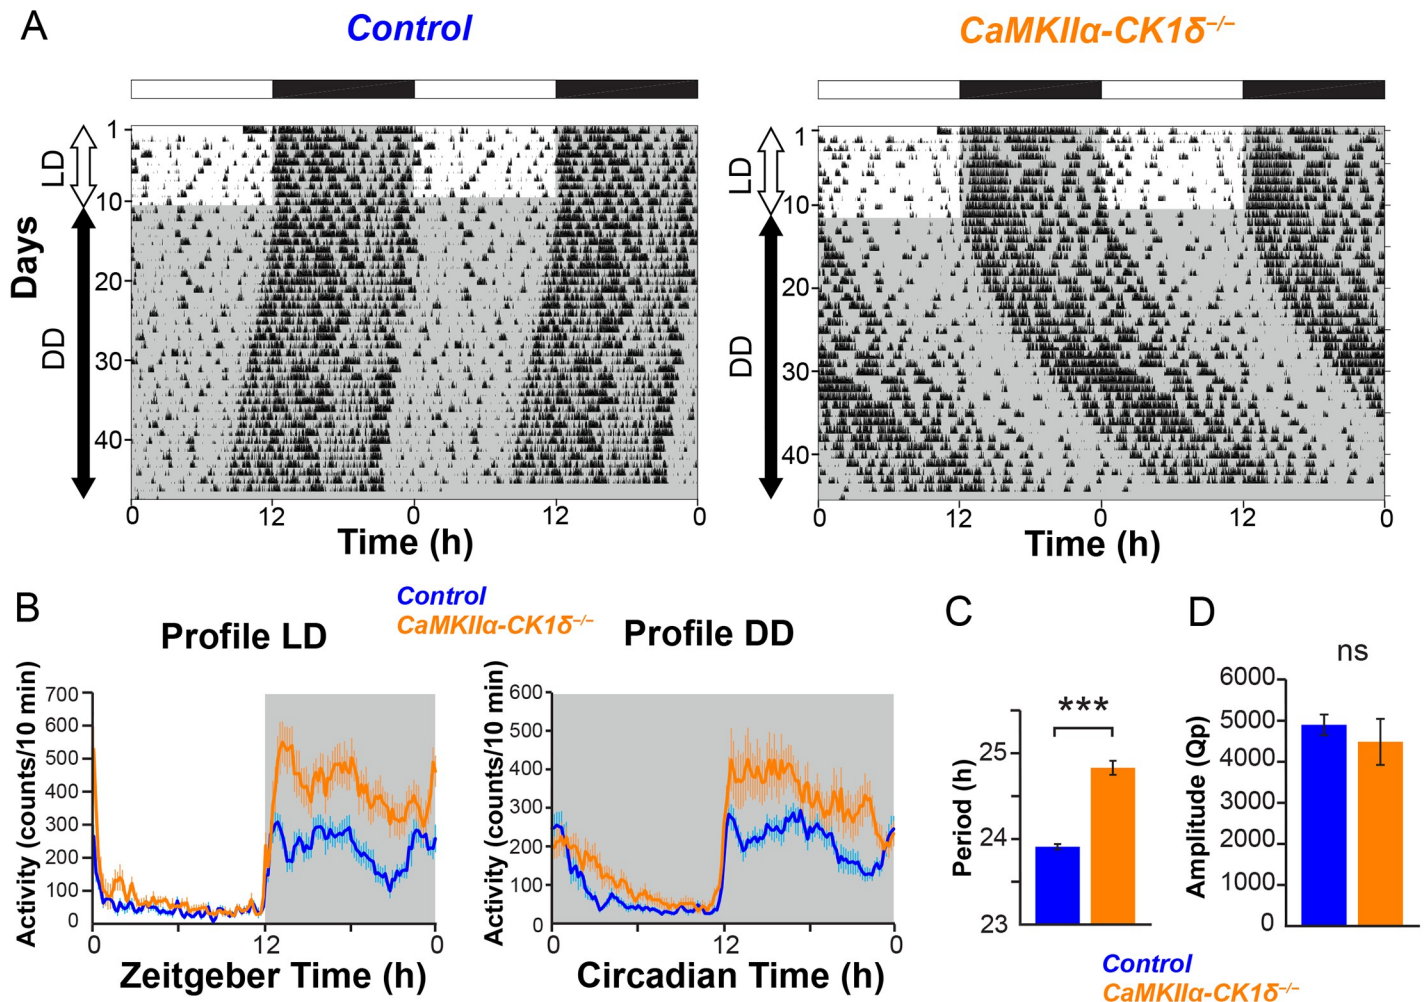 A
Control
CaMKIIα-CK1δ−/−
Days
LD
DD
1
10
20
30
40
0 12 0 12 0
Time (h)
LD
DD
1
10
20
30
40
0 12 0 12 0
Time (h)
B
Control
CaMKIIα-CK1δ−/−
Profile LD
Activity (counts/10 min)
700
600
500
400
300
200
100
0
0 12 0
Zeitgeber Time (h)
Profile DD
Activity (counts/10 min)
600
500
400
300
200
100
0
0 12 0
Circadian Time (h)
C
***
Period (h)
25
24
23
D
ns
Amplitude (Qp)
6000
5000
4000
3000
2000
1000
0
Control
CaMKIIα-CK1δ−/−